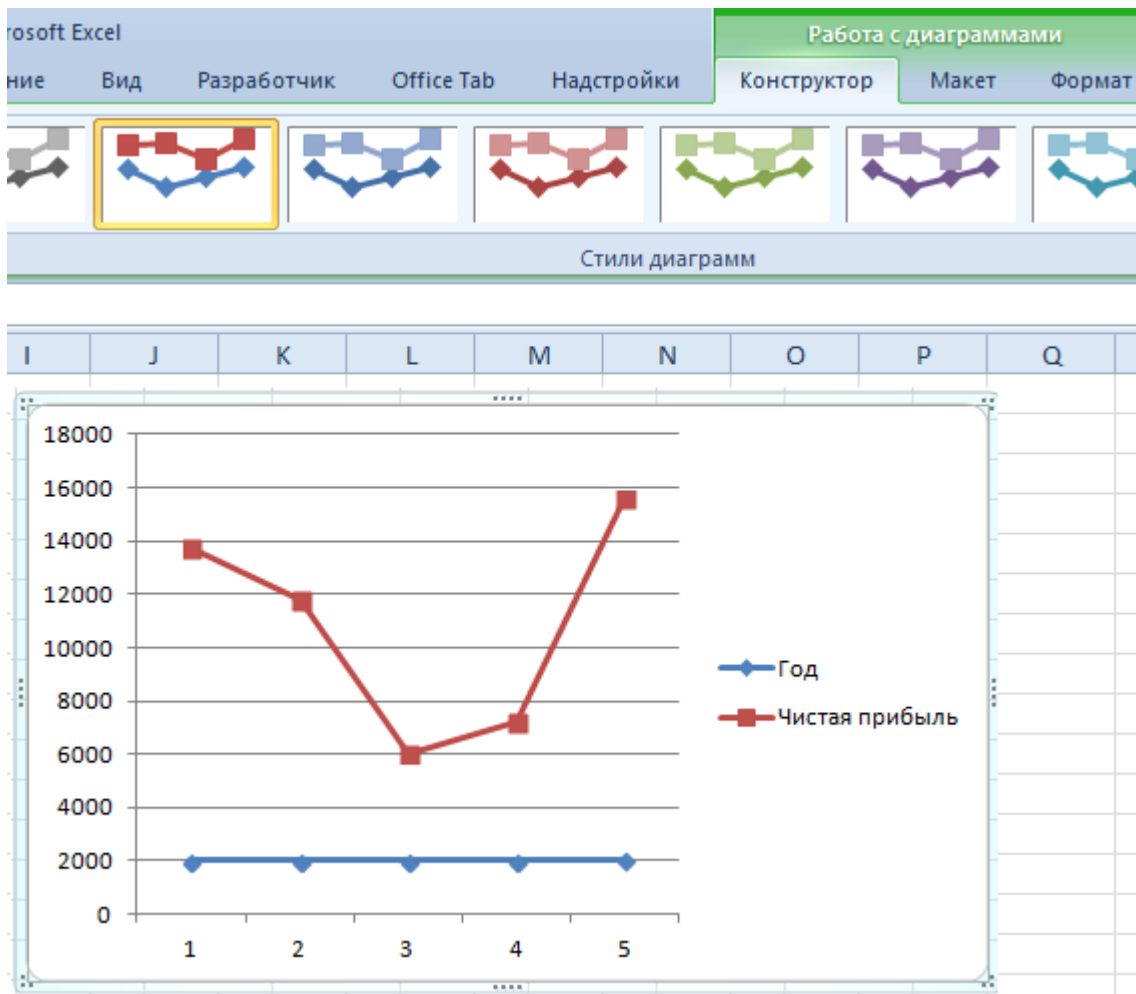 rosoft Excel
Работа с диаграммами
ние Вид Разработчик Office Tab Надстройки Конструктор Макет Формат
Стили диаграмм
I J K L M N O P Q
18000
16000
14000
12000
10000
8000
6000
4000
2000
0
1 2 3 4 5
Год
Чистая прибыль